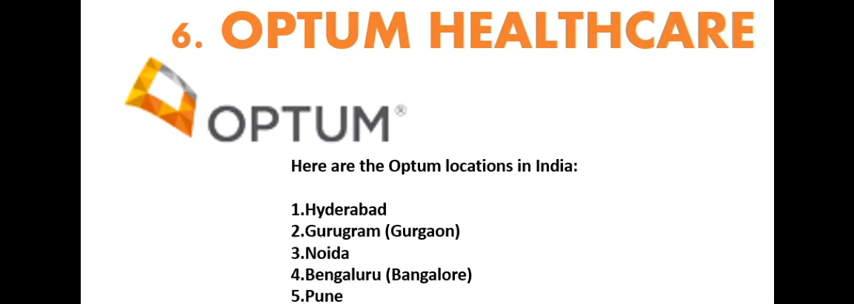 6. OPTUM HEALTHCARE
OPTUM®
Here are the Optum locations in India:
1.Hyderabad
2.Gurugram (Gurgaon)
3.Noida
4.Bengaluru (Bangalore)
5.Pune